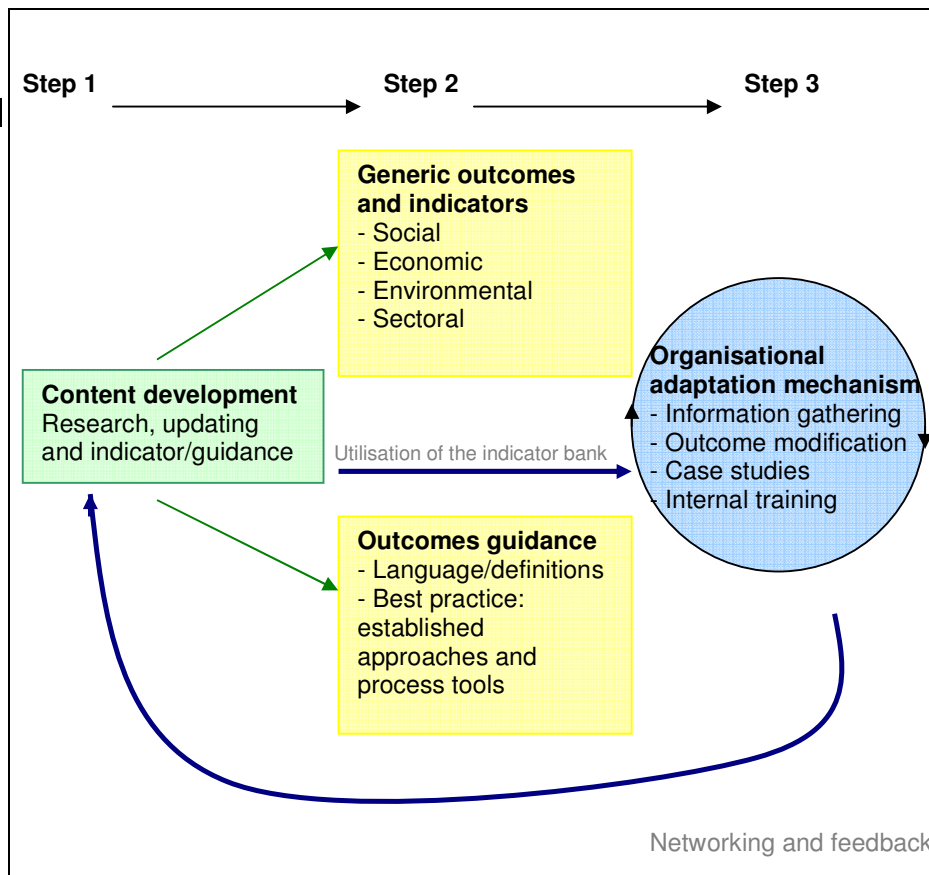 Step 1
Step 2
Step 3
Generic outcomes
and indicators
- Social
- Economic
- Environmental
- Sectoral
Content development
Research, updating
and indicator/guidance
Utilisation of the indicator bank
Organisational
adaptation mechanism
- Information gathering
- Outcome modification
- Case studies
- Internal training
Outcomes guidance
- Language/definitions
- Best practice:
established
approaches and
process tools
Networking and feedback